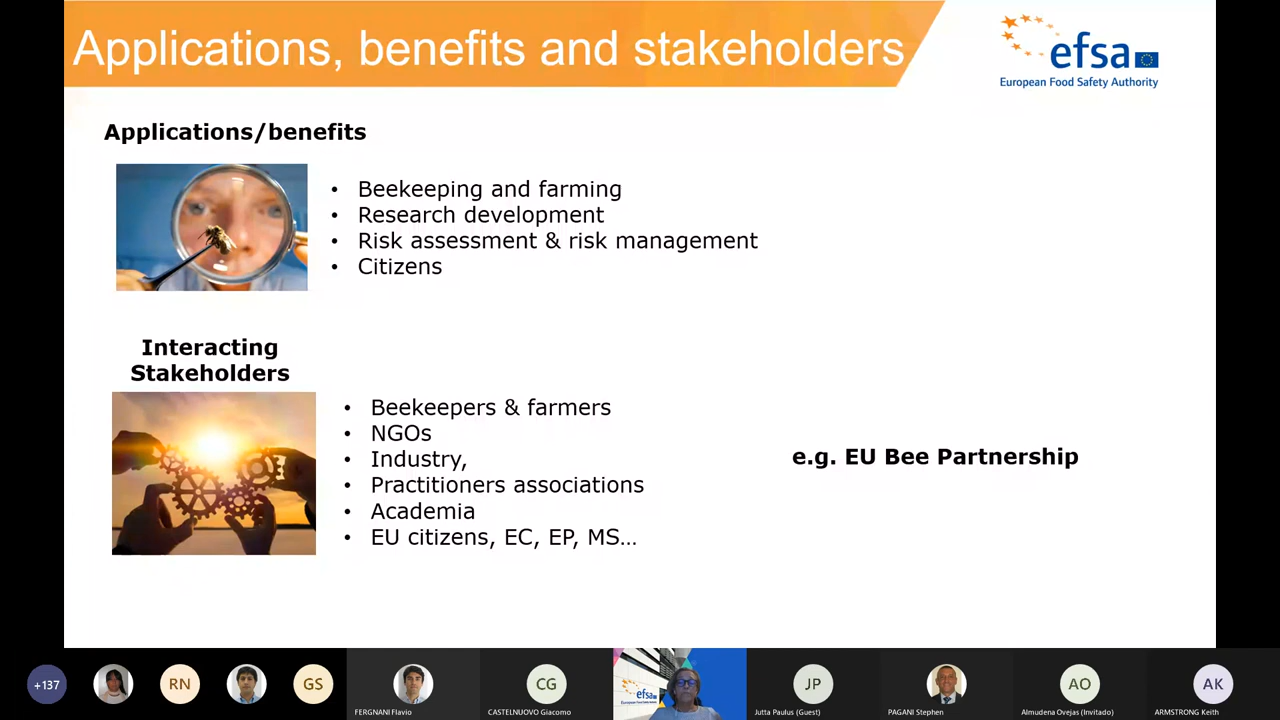 Applications, benefits and stakeholders
efsa
European Food Safety Authority
Applications/benefits
• Beekeeping and farming
• Research development
• Risk assessment & risk management
• Citizens
Interacting
Stakeholders
• Beekeepers & farmers
• NGOs
• Industry,
• Practitioners associations
• Academia
• EU citizens, EC, EP, MS...
e.g. EU Bee Partnership
+137
RN
GS
FERGNANI Flavio
CG
CASTELNUOVO Giacomo
efsa
JP
Jutta Paulus (Guest)
PAGANI Stephen
AO
Almudena Ovejas (Invitado)
AK
ARMSTRONG Keith